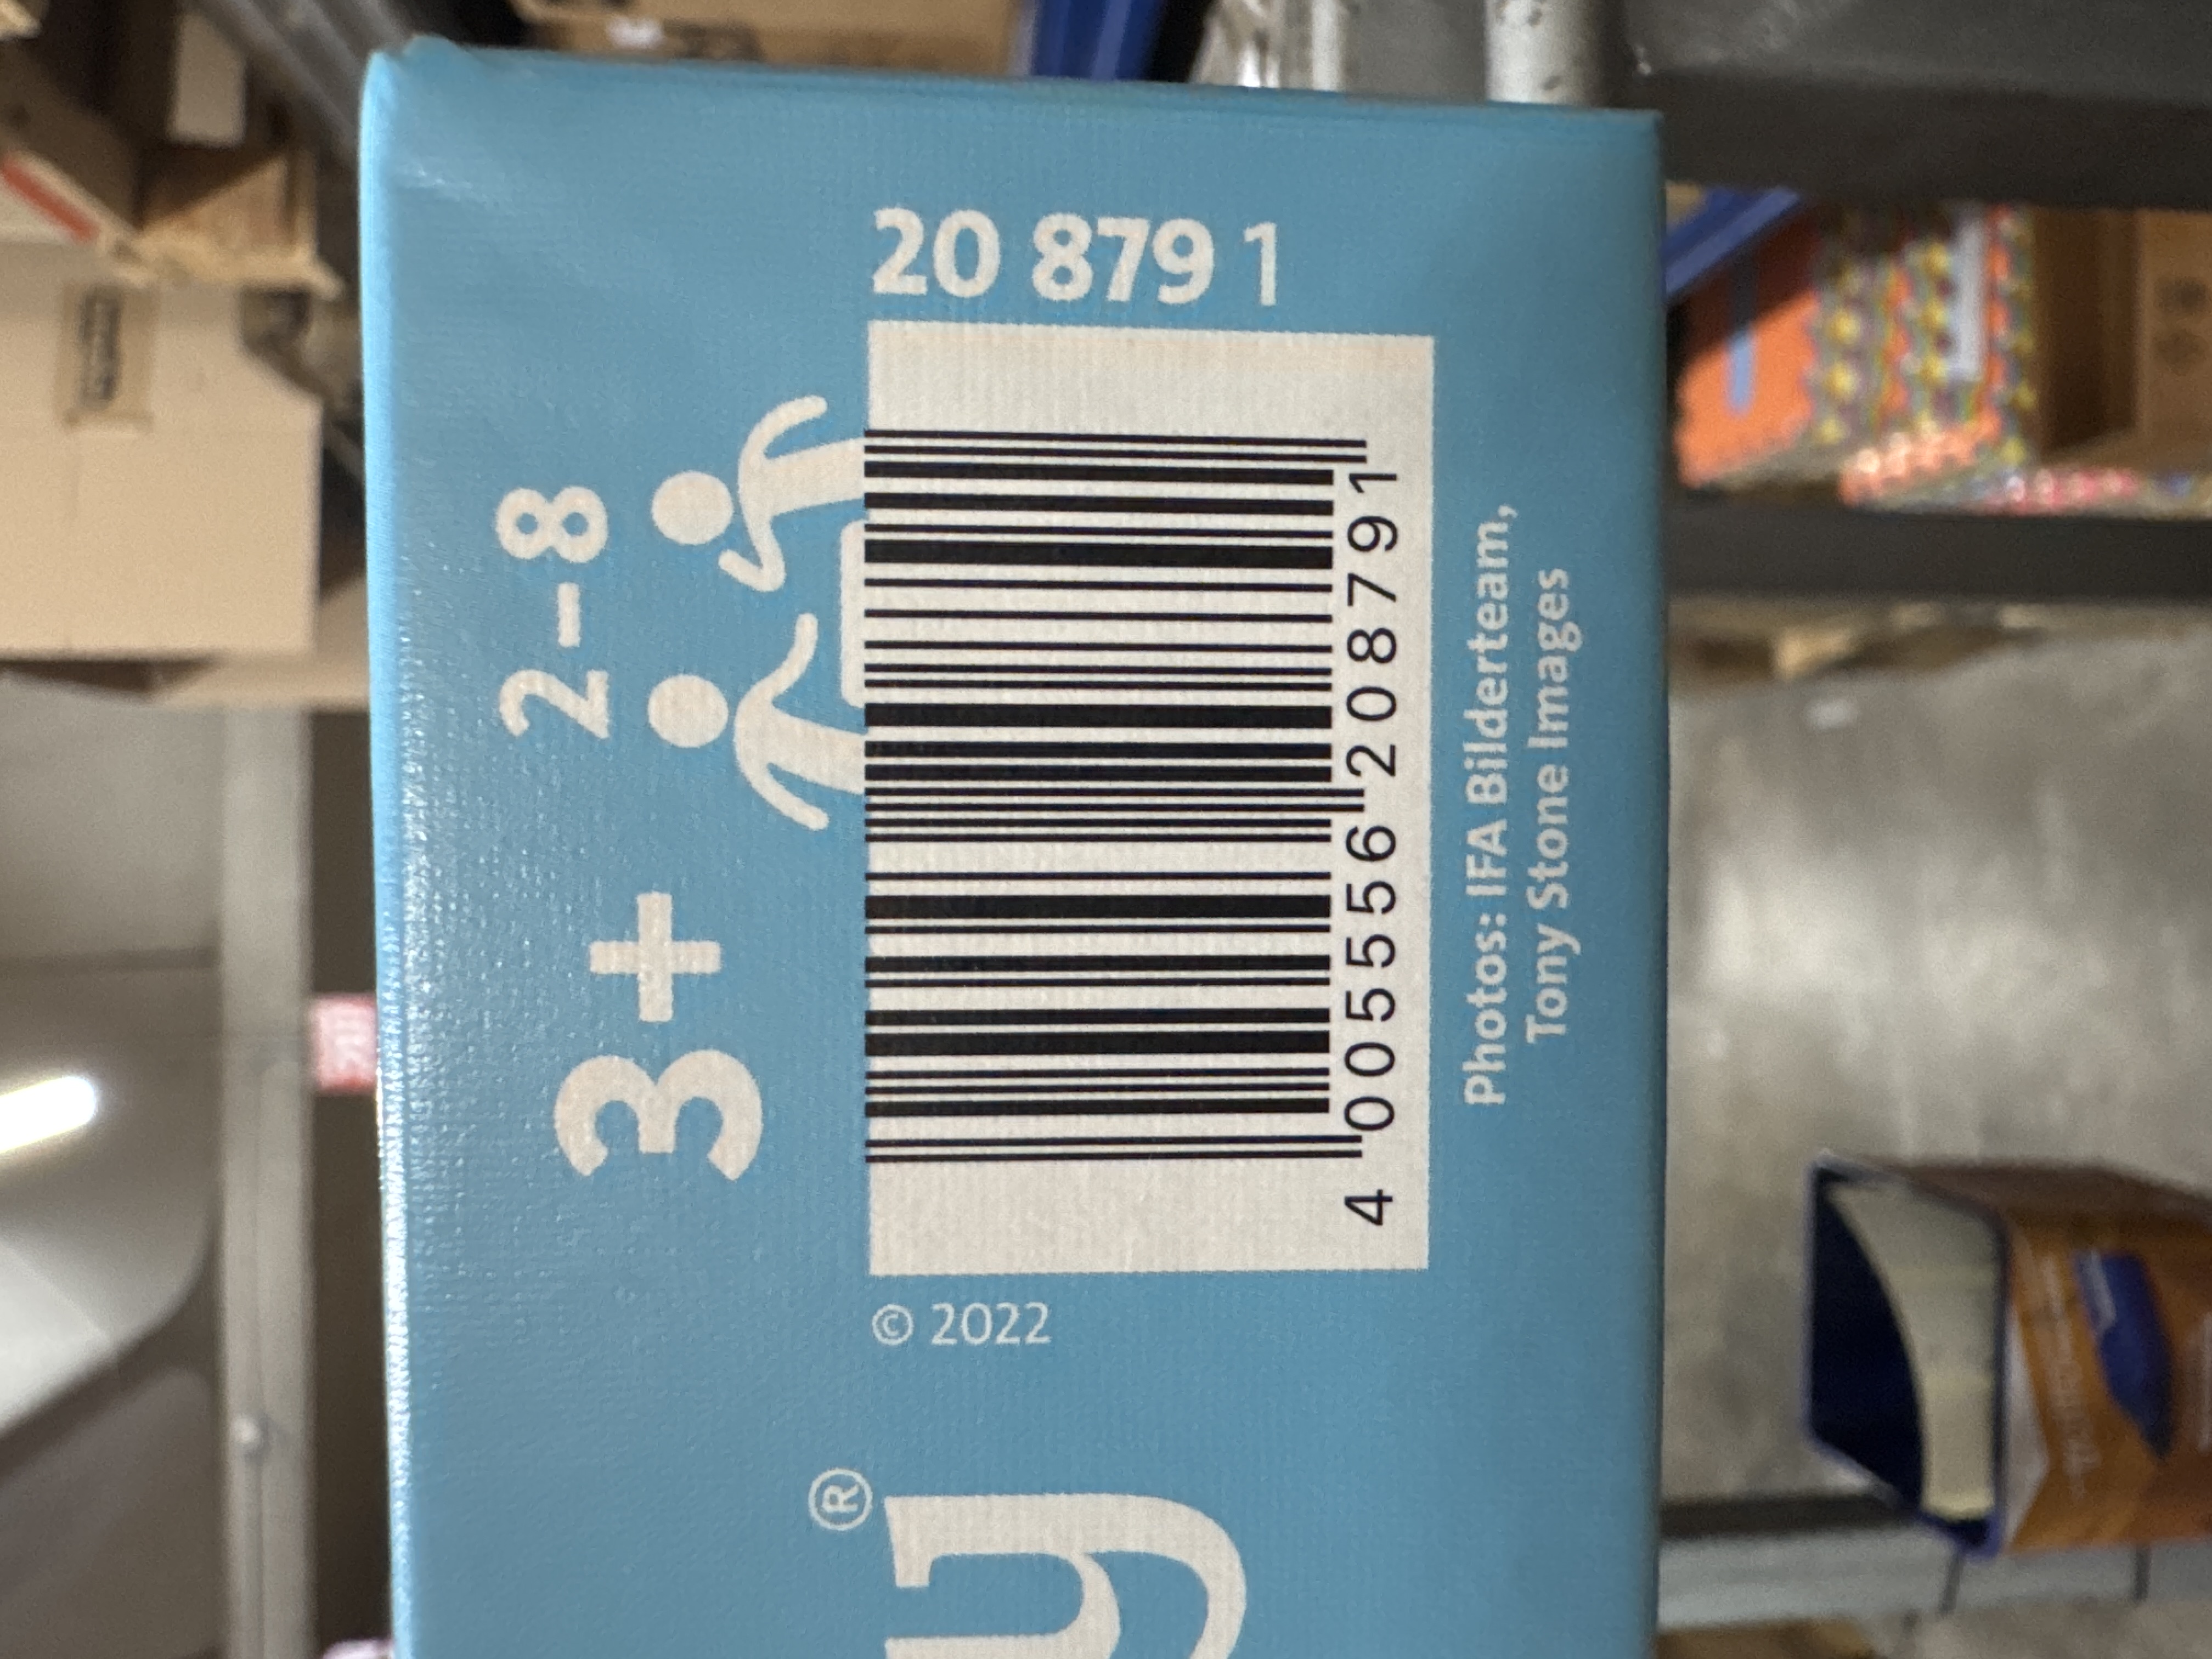 20 879 1
3+
2-8
4 005556 208791
Photos: IFA Bilderteam,
Tony Stone Images
© 2022
y®